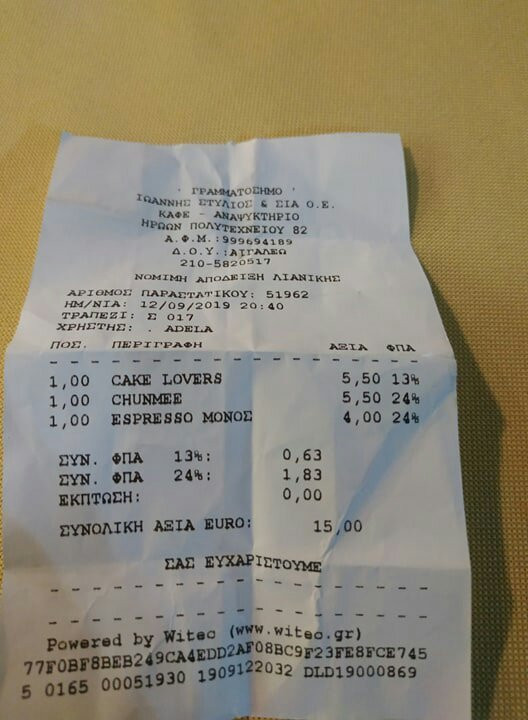 ' ΓΡΑΜΜΑΤΟΣΗΜΟ '
ΙΩΑΝΝΗΣ ΣΤΥΛΙΟΣ & ΣΙΑ Ο.Ε.
ΚΑΦΕ - ΑΝΑΨΥΚΤΗΡΙΟ
ΗΡΩΩΝ ΠΟΛΥΤΕΧΝΕΙΟΥ 82
Α.Φ.Μ.:999694189
Δ.Ο.Υ.:ΑΙΓΑΛΕΩ
210-5820517
ΝΟΜΙΜΗ ΑΠΟΔΕΙΞΗ ΛΙΑΝΙΚΗΣ
ΑΡΙΘΜΟΣ ΠΑΡΑΣΤΑΤΙΚΟΥ: 51962
ΗΜ/ΝΙΑ: 12/09/2019 20:40
ΤΡΑΠΕΖΙ: Σ 017
ΧΡΗΣΤΗΣ: . ADELA
ΠΟΣ. ΠΕΡΙΓΡΑΦΗ ΑΞΙΑ ΦΠΑ
1,00 CAKE LOVERS 5,50 13%
1,00 CHUNMEE 5,50 24%
1,00 ESPRESSO ΜΟΝΟΣ 4,00 24%
ΣΥΝ. ΦΠΑ 13%: 0,63
ΣΥΝ. ΦΠΑ 24%: 1,83
ΕΚΠΤΩΣΗ: 0,00
ΣΥΝΟΛΙΚΗ ΑΞΙΑ EURO: 15,00
ΣΑΣ ΕΥΧΑΡΙΣΤΟΥΜΕ
Powered by Witec (www.witec.gr)
77F0BF8BEB249CA4EDD2AF08BC9F23FE8FCE745
5 0165 00051930 1909122032 DLD19000869